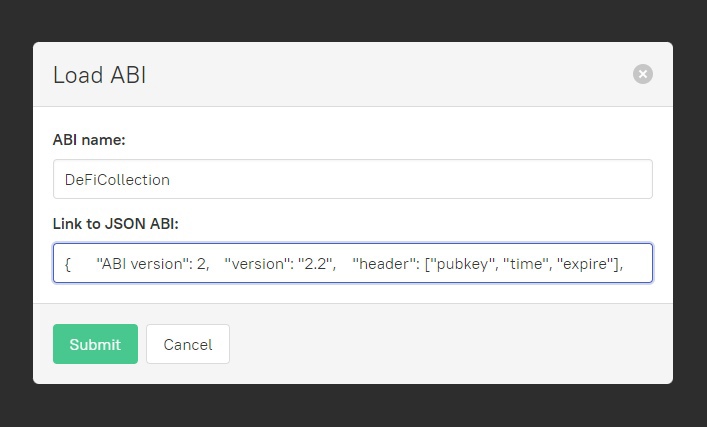 Load ABI
ABI name:
DeFiCollection
Link to JSON ABI:
{      "ABI version": 2,    "version": "2.2",    "header": ["pubkey", "time", "expire"],
Submit
Cancel